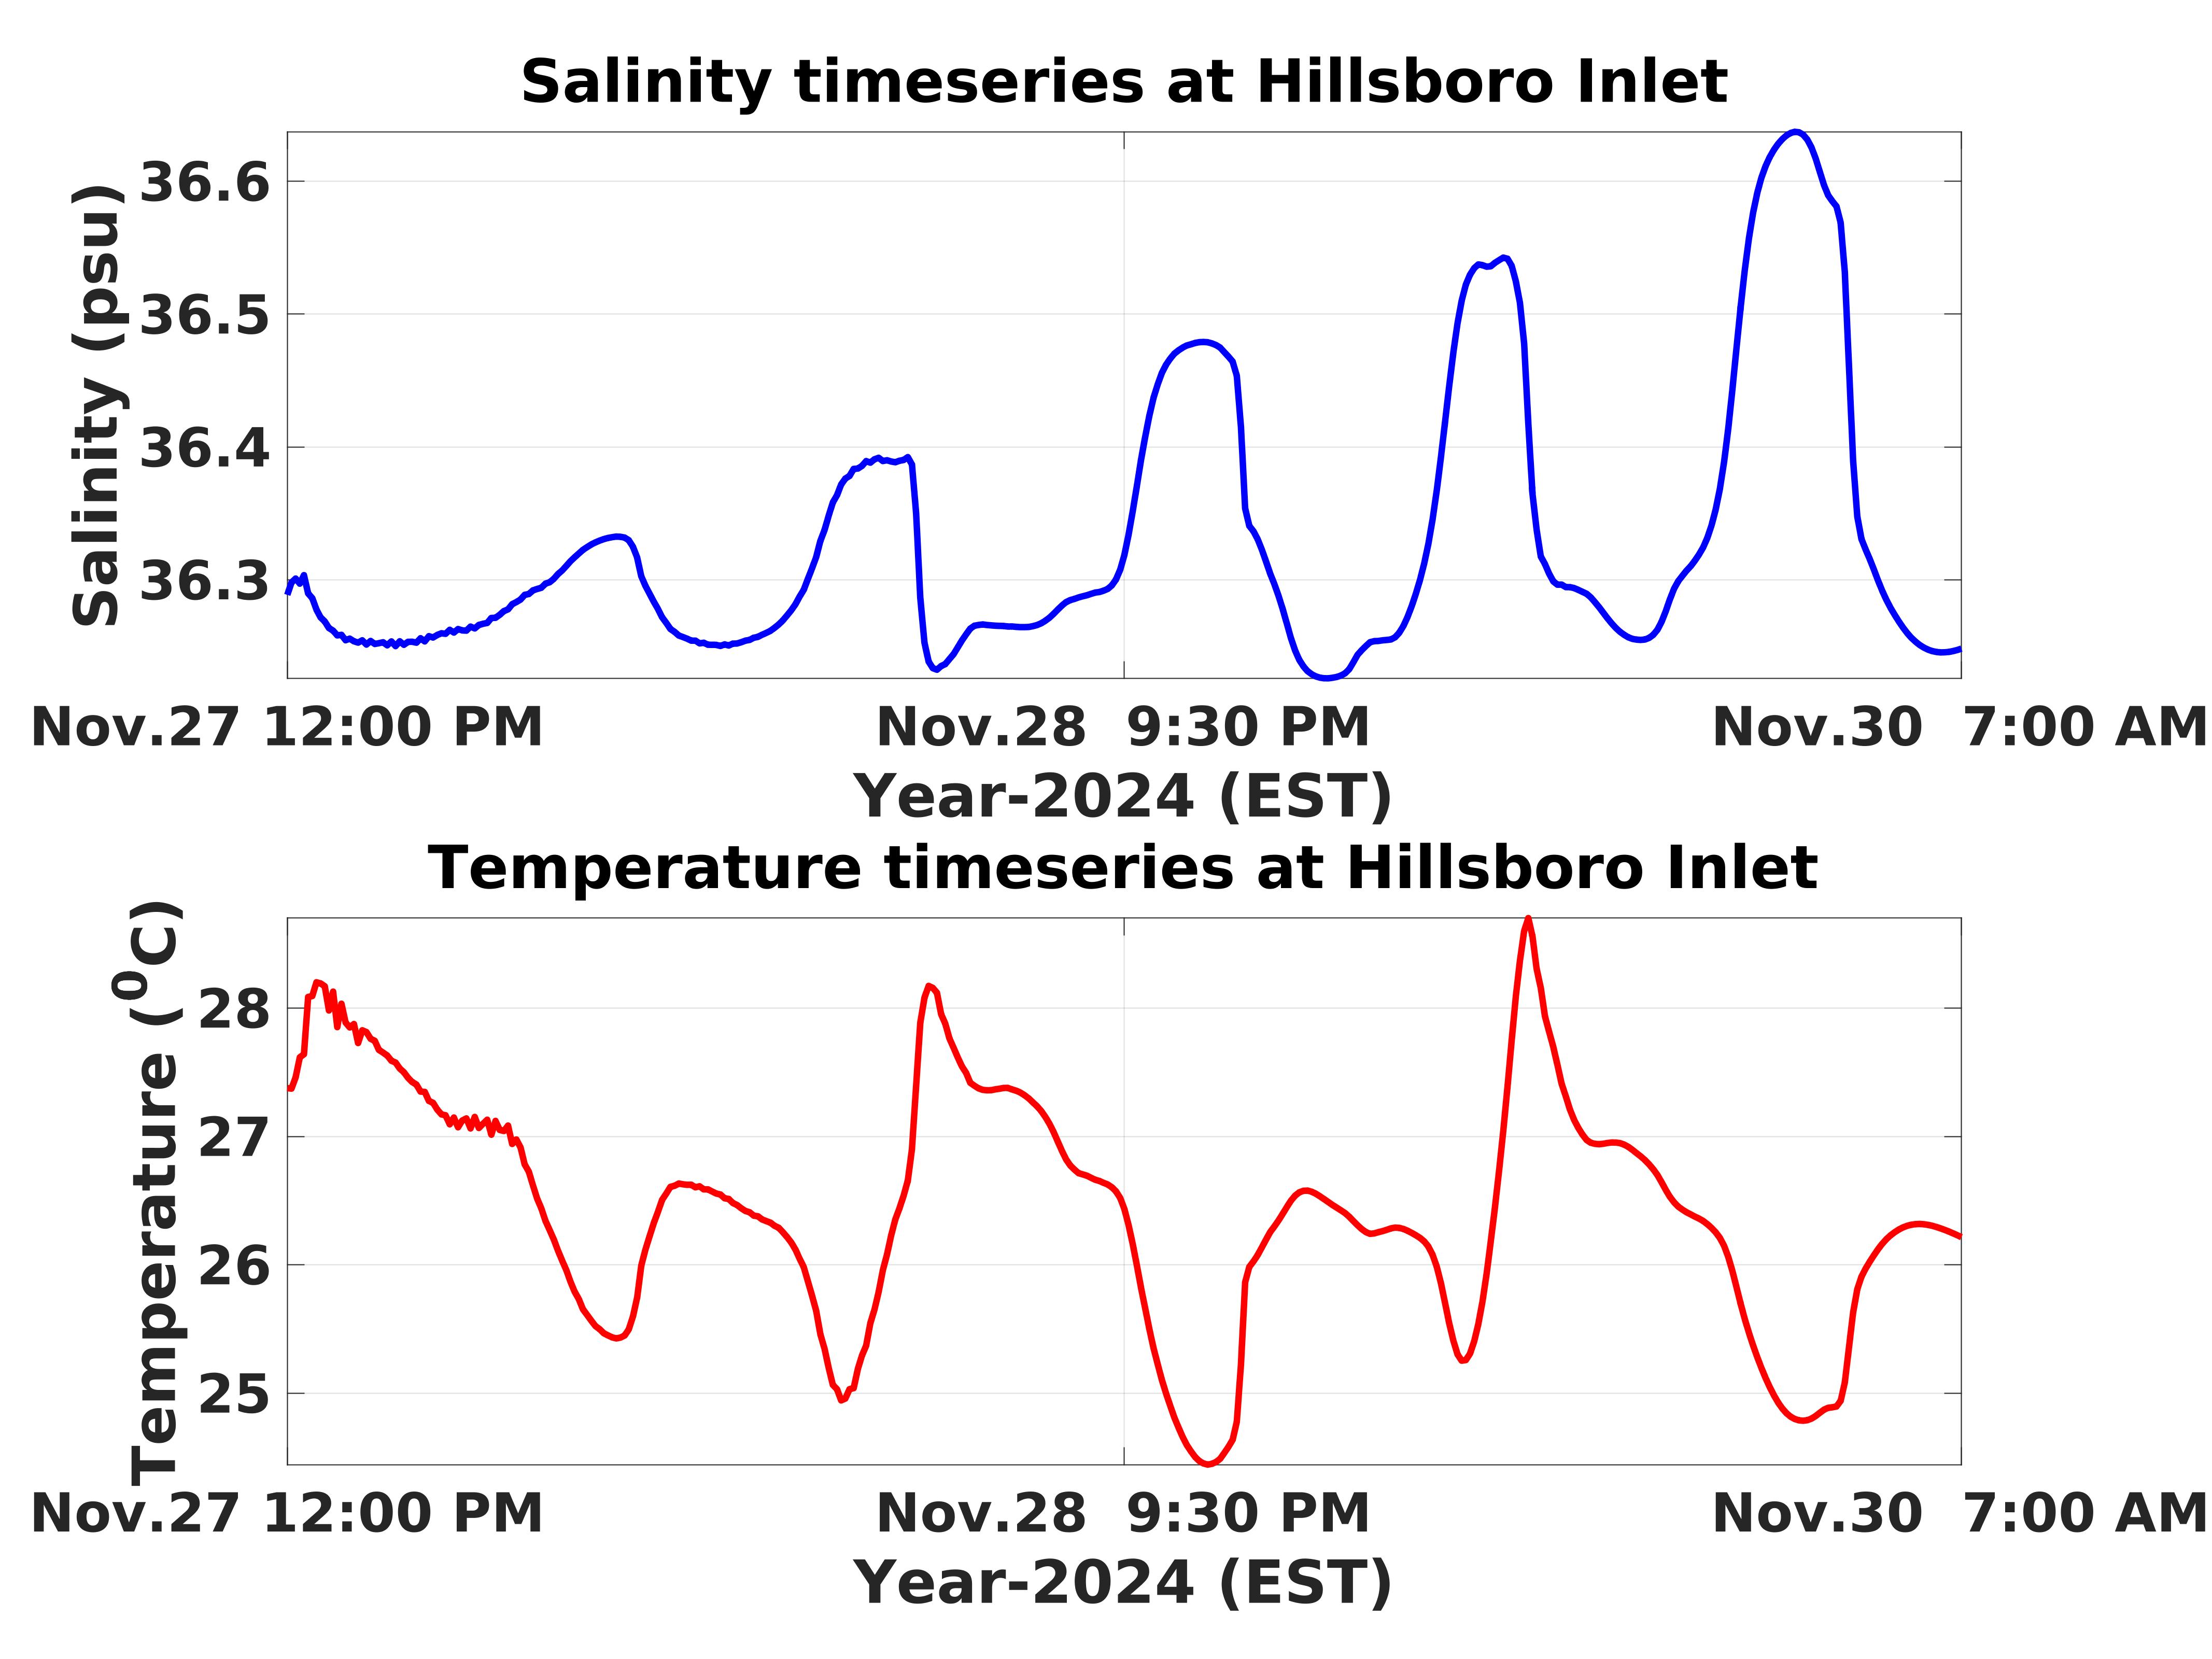 Salinity timeseries at Hillsboro Inlet
Salinity (psu)
36.6
36.5
36.4
36.3
Nov.27 12:00 PM
Nov.28  9:30 PM
Nov.30  7:00 AM
Year-2024 (EST)
Temperature timeseries at Hillsboro Inlet
Temperature (⁰C)
28
27
26
25
Nov.27 12:00 PM
Nov.28  9:30 PM
Nov.30  7:00 AM
Year-2024 (EST)